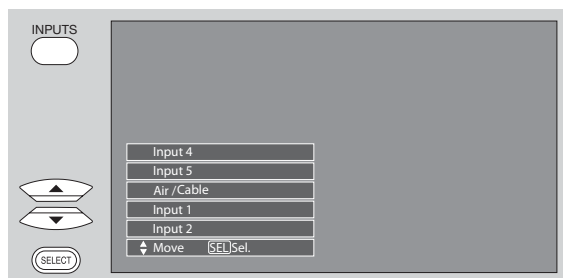 INPUTS
Input 4
Input 5
Air /Cable
Input 1
Input 2
Move SEL Sel.
SELECT